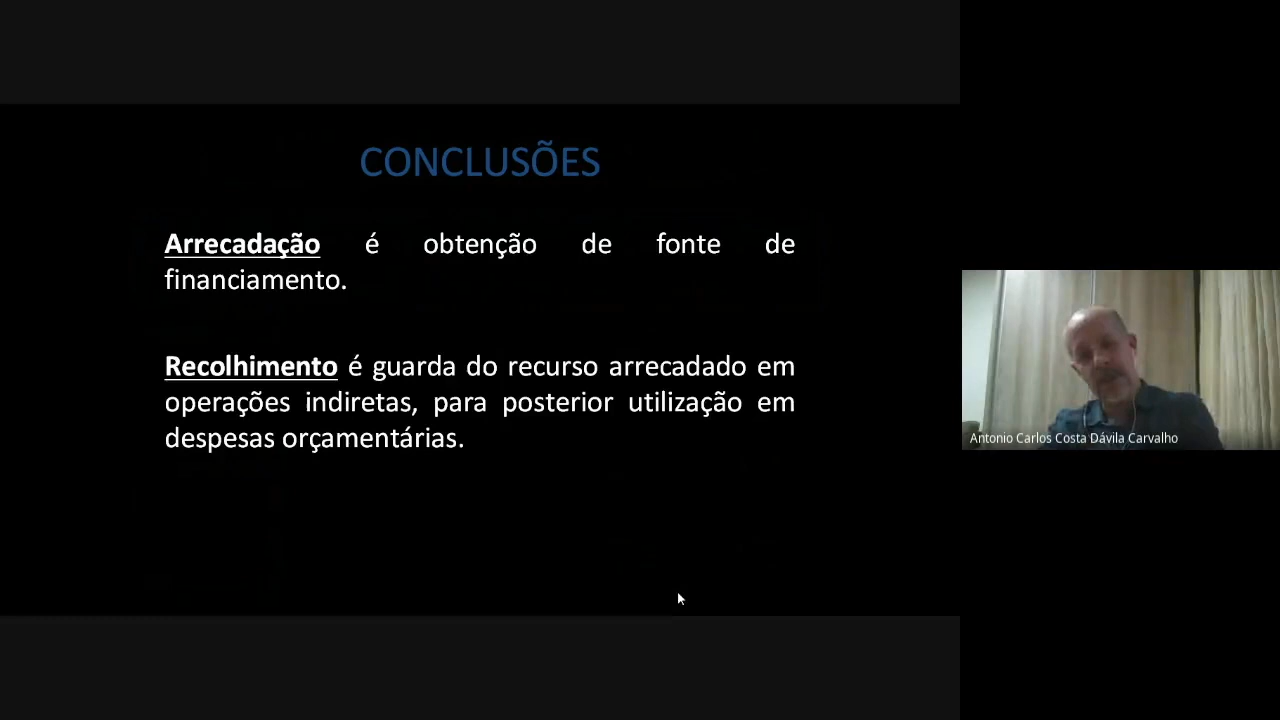 CONCLUSÕES
Arrecadação é obtenção de fonte de
financiamento.
Recolhimento é guarda do recurso arrecadado em
operações indiretas, para posterior utilização em
despesas orçamentárias.
Antonio Carlos Costa Dávila Carvalho